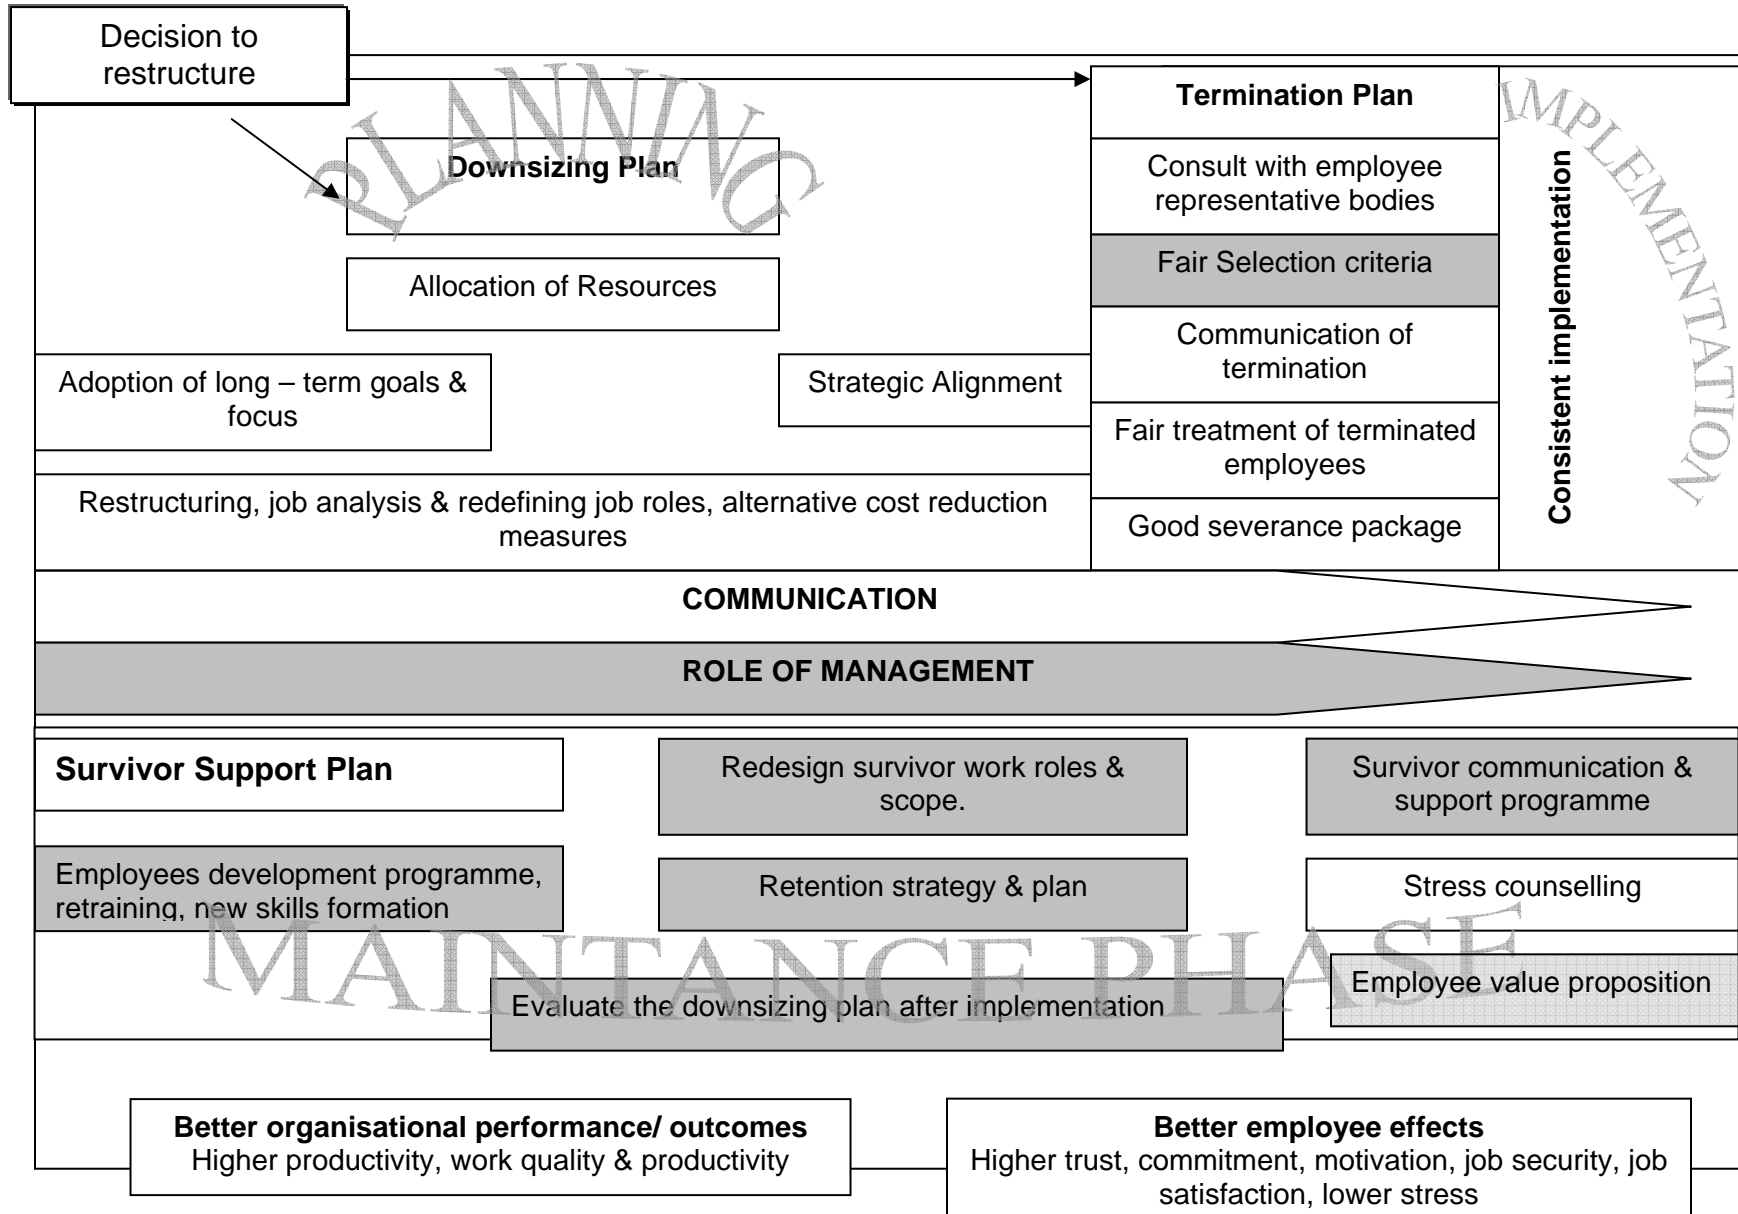 Decision to
restructure
PLANNING
Downsizing Plan
Allocation of Resources
Adoption of long – term goals &
focus
Strategic Alignment
Restructuring, job analysis & redefining job roles, alternative cost reduction
measures
Termination Plan
Consult with employee
representative bodies
Fair Selection criteria
Communication of
termination
Fair treatment of terminated
employees
Good severance package
Consistent implementation
IMPLEMENTATION
COMMUNICATION
ROLE OF MANAGEMENT
Survivor Support Plan
Redesign survivor work roles &
scope.
Survivor communication &
support programme
Employees development programme,
retraining, new skills formation
Retention strategy & plan
Stress counselling
MAINTANCE PHASE
Evaluate the downsizing plan after implementation
Employee value proposition
Better organisational performance/ outcomes
Higher productivity, work quality & productivity
Better employee effects
Higher trust, commitment, motivation, job security, job
satisfaction, lower stress